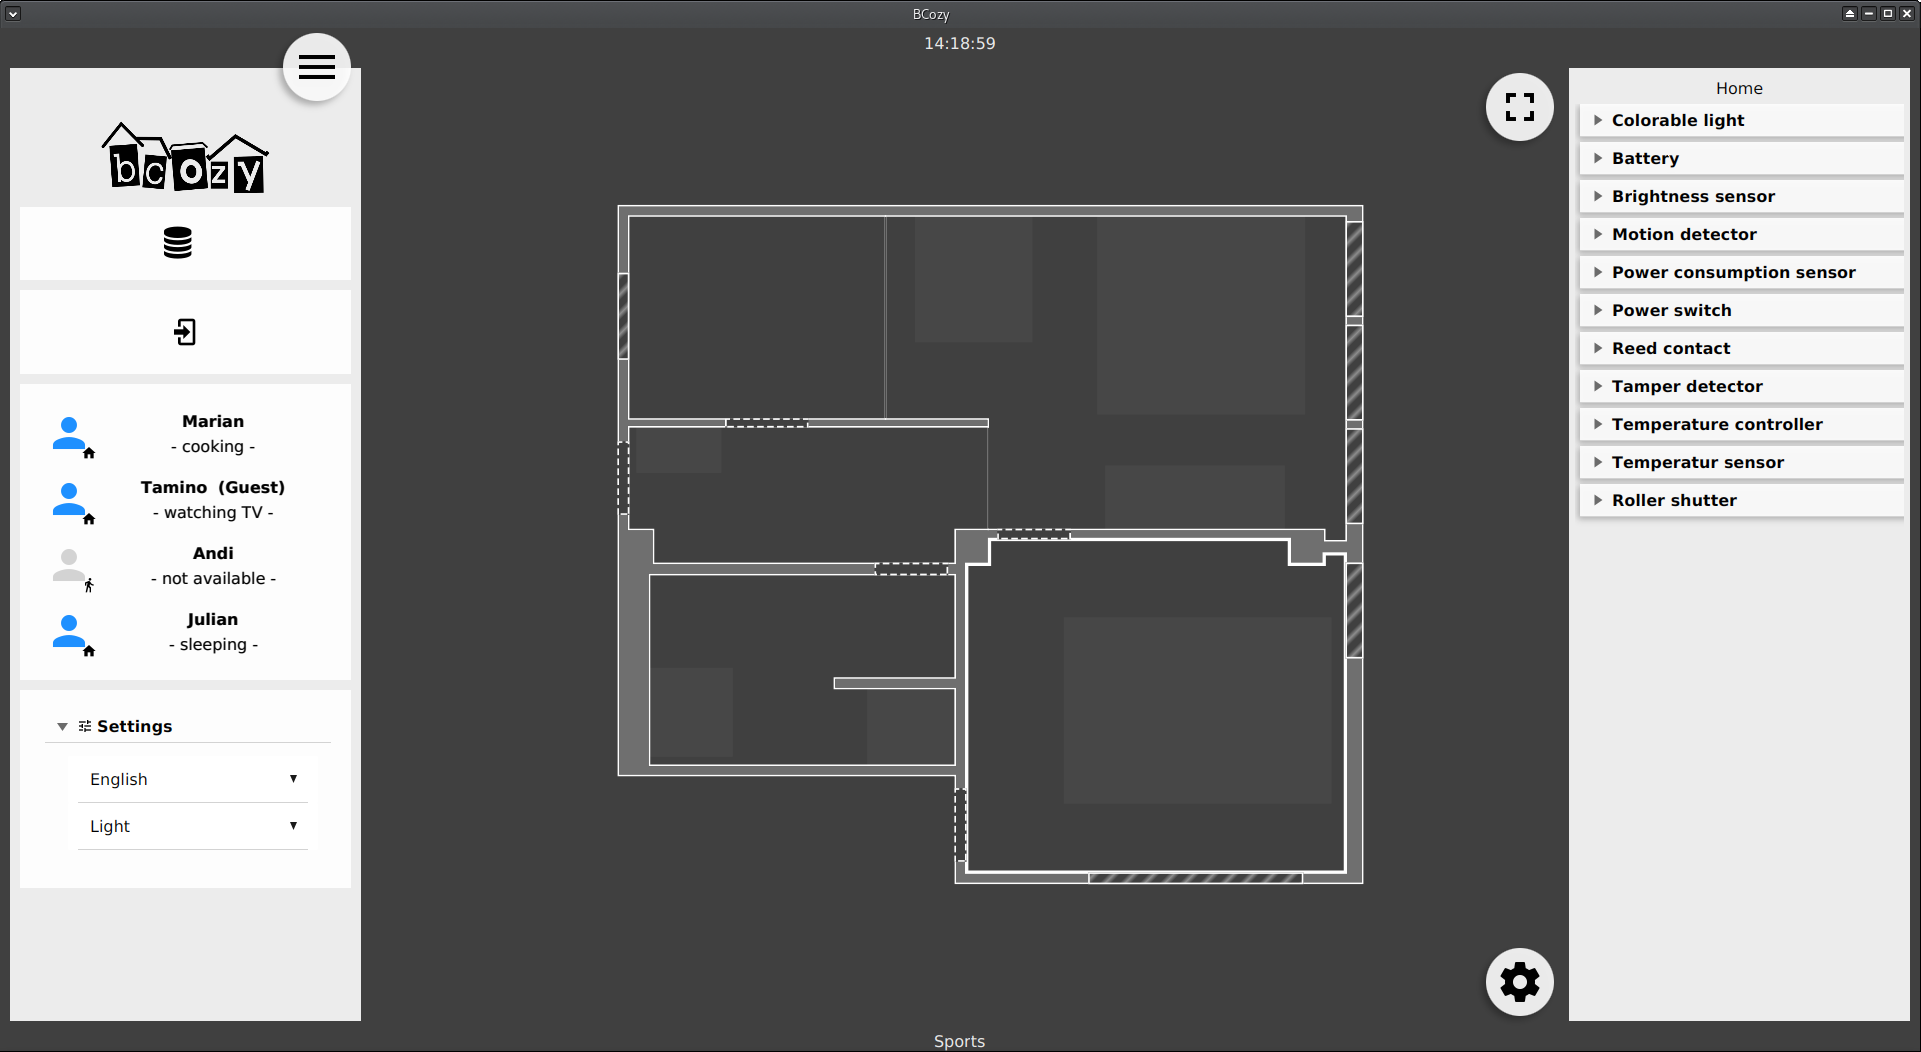 BCozy
14:18:59
bcozy
Marian
- cooking -
Tamino (Guest)
- watching TV -
Andi
- not available -
Julian
- sleeping -
Settings
English
Light
Home
Colorable light
Battery
Brightness sensor
Motion detector
Power consumption sensor
Power switch
Reed contact
Tamper detector
Temperature controller
Temperatur sensor
Roller shutter
Sports